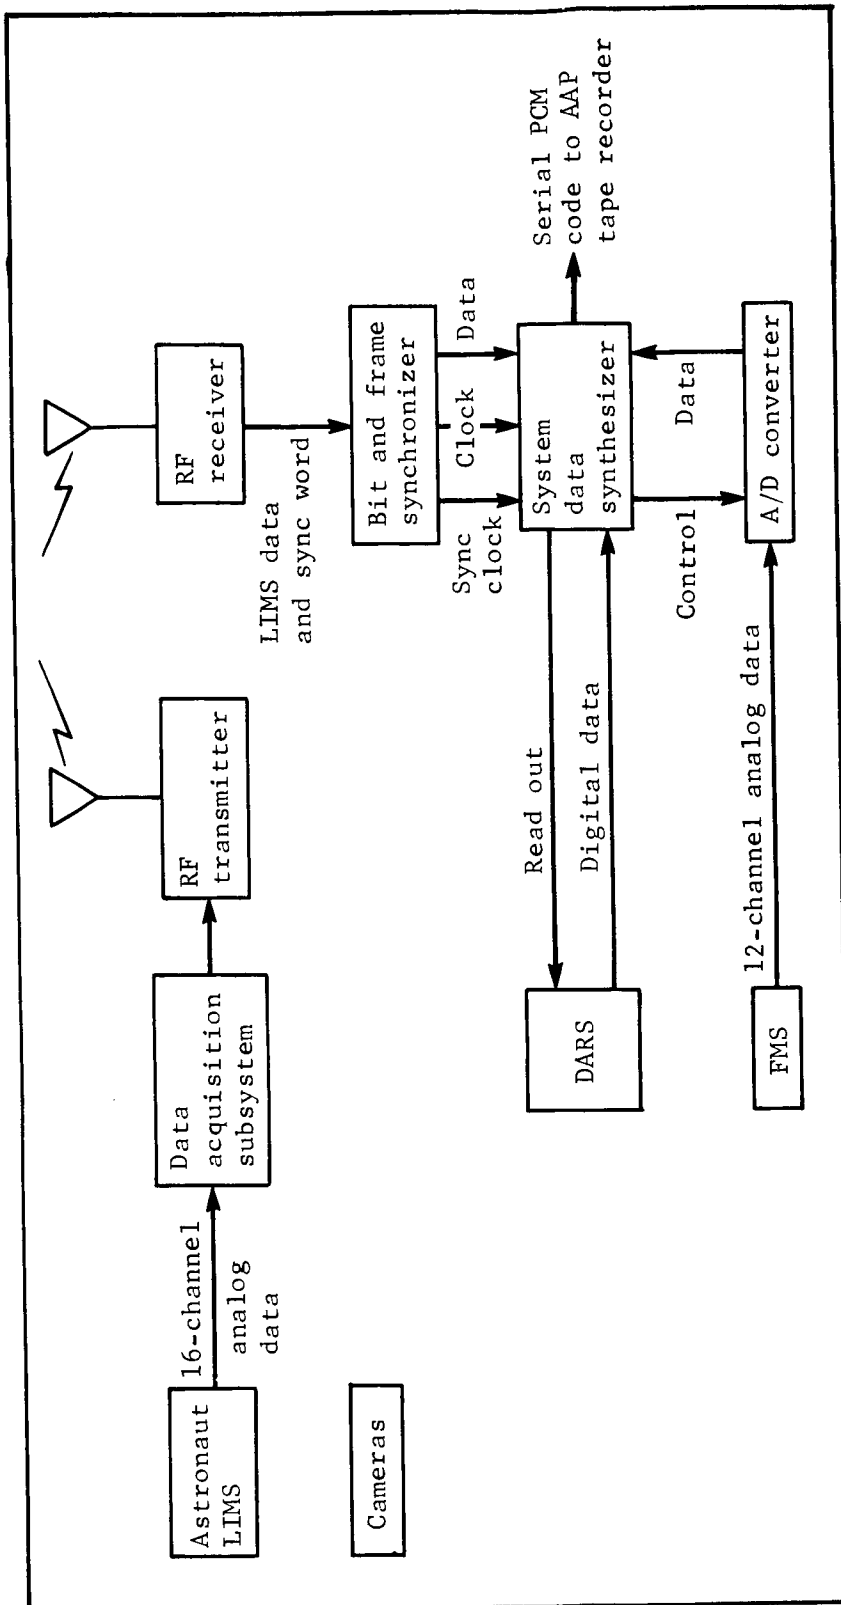 Astronaut
LIMS
16-channel
analog
data
Data
acquisition
subsystem
RF
transmitter
RF
receiver
LIMS data
and sync word
Bit and frame
synchronizer
Sync
clock
Clock
Data
System
data
synthesizer
Serial PCM
code to AAP
tape recorder
Read out
Digital data
DARS
Control
Data
A/D converter
12-channel analog data
FMS
Cameras